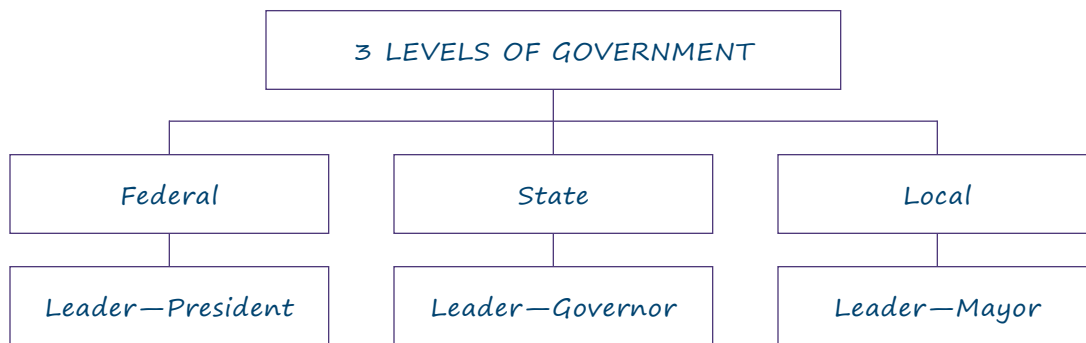 3 LEVELS OF GOVERNMENT
Federal
State
Local
Leader—President
Leader—Governor
Leader—Mayor